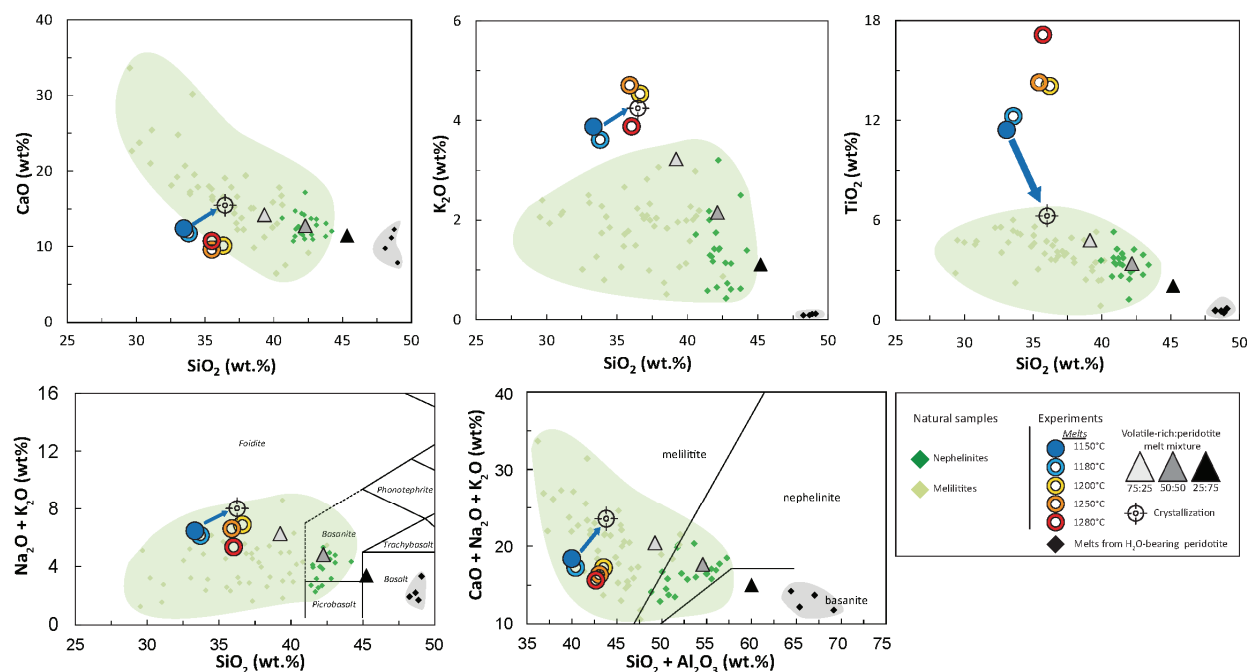 40
30
20
10
0
CaO (wt%)
25 30 35 40 45 50
SiO2 (wt.%)
6
4
2
0
K2O (wt%)
25 30 35 40 45 50
SiO2 (wt.%)
18
15
12
9
6
3
0
TiO2 (wt%)
25 30 35 40 45 50
SiO2 (wt.%)
16
12
8
4
0
Na2O + K2O (wt%)
Foidite
Phonotephrite
Basanite
Trachybasalt
Basalt
Picrobasalt
25 30 35 40 45 50
SiO2 (wt.%)
40
30
20
10
CaO + Na2O + K2O (wt%)
melilitite
nephelinite
basanite
35 40 45 50 55 60 65 70 75
SiO2 + Al2O3 (wt.%)
Natural samples
Nephelinites
Melilitites
Experiments
Melts
1150°C
1180°C
1200°C
1250°C
1280°C
Volatile-rich:peridotite
melt mixture
75:25 50:50 25:75
Crystallization
Melts from H2O-bearing peridotite